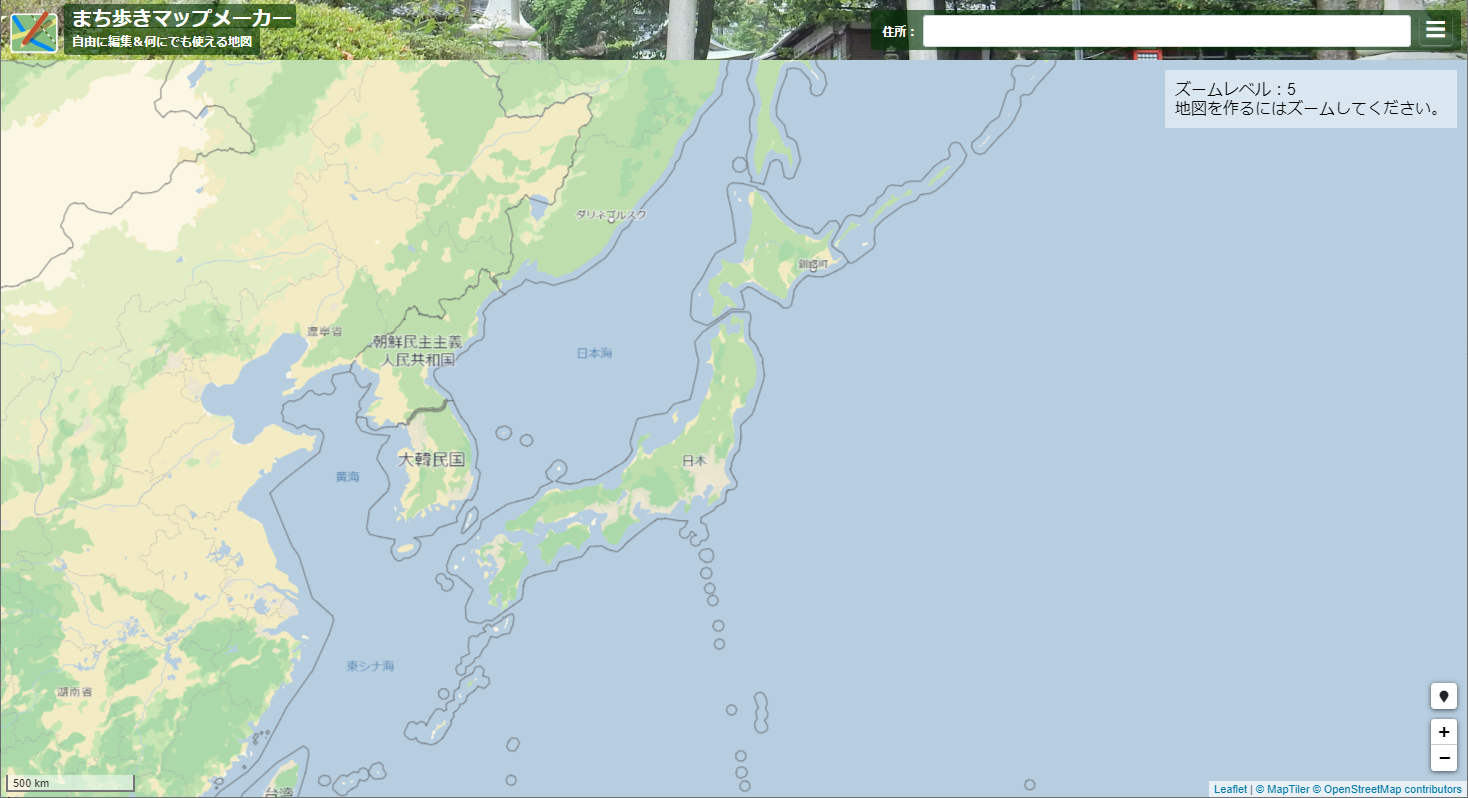 まち歩きマップメーカー
自由に編集＆何にでも使える地図
住所：
ズームレベル：5
地図を作るにはズームしてください。
ダリネゴルスク
釧路町
遼寧省
朝鮮民主主義
人民共和国
日本海
大韓民国
日本
黄海
東シナ海
湖南省
台湾
+
−
500 km
Leaflet | © MapTiler © OpenStreetMap contributors